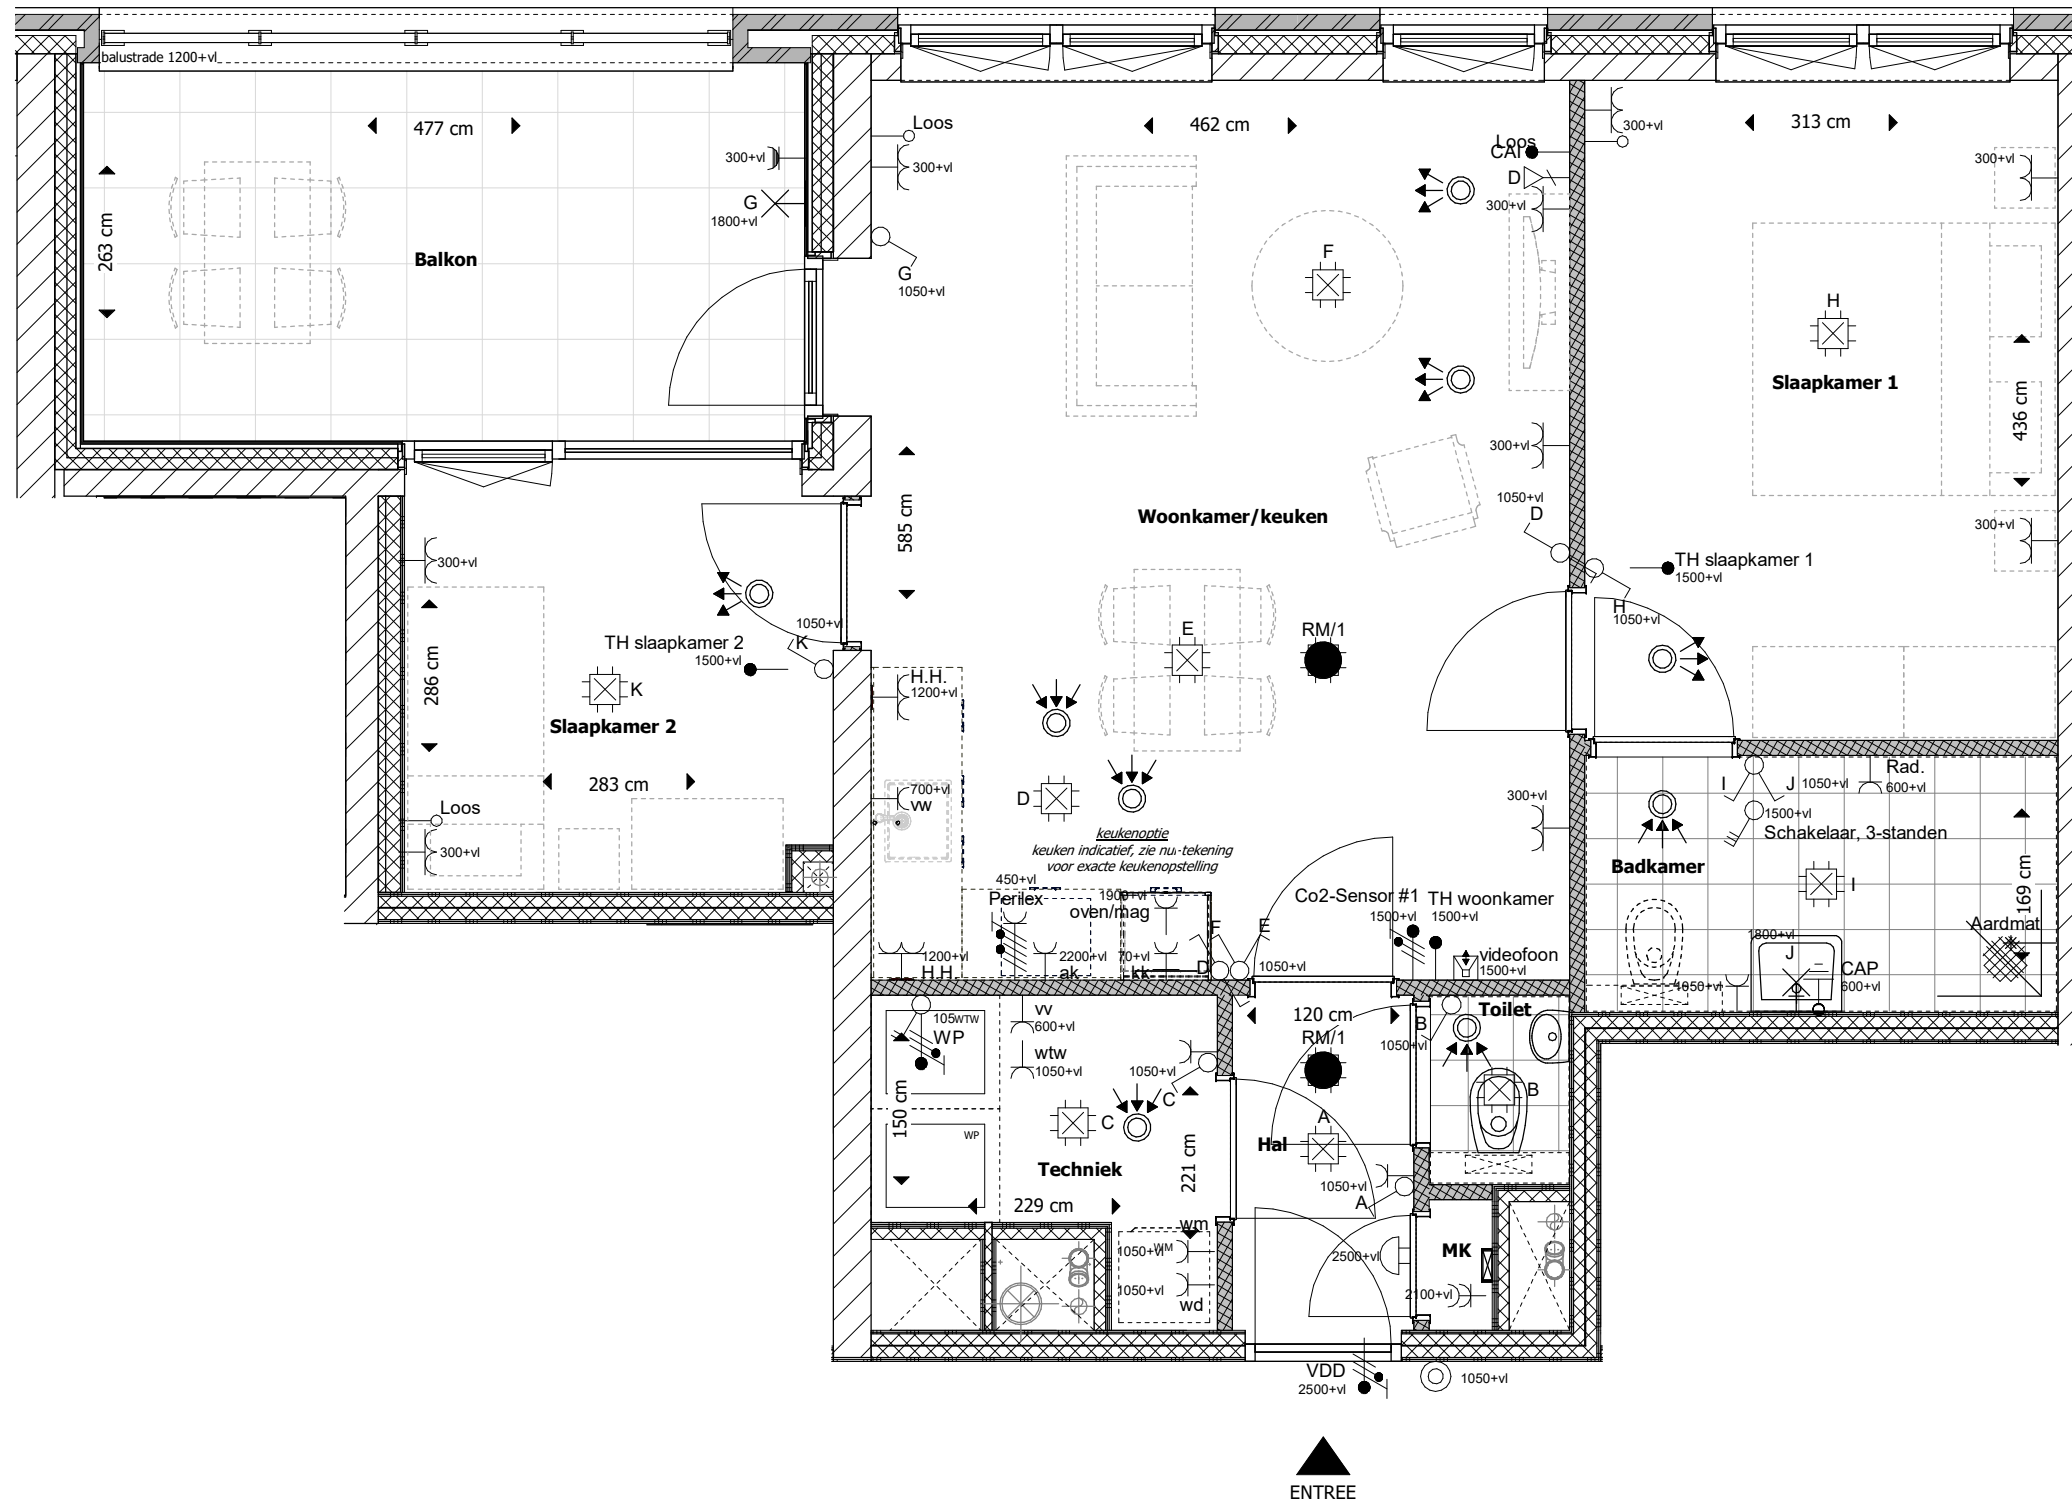 balustrade 1200+vl
477 cm
263 cm
Balkon
300+vl
G
1800+vl
Loos
300+vl
G
1050+vl
462 cm
F
Loos
CAI
D
300+vl
300+vl
1050+vl
D
585 cm
Woonkamer/keuken
E
RM/1
313 cm
300+vl
300+vl
H
Slaapkamer 1
436 cm
300+vl
TH slaapkamer 1
1500+vl
H
1050+vl
300+vl
TH slaapkamer 2
1500+vl
1050+vl
K
286 cm
K
Slaapkamer 2
283 cm
Loos
300+vl
H.H.
1200+vl
700+vl
vw
D
keukenoptie
keuken indicatief, zie nul-tekening
voor exacte keukenopstelling
450+vl
Perilex
1900+vl
oven/mag
1200+vl
H.H.
2200+vl
ak
70+vl
kk
F
E
D
1050+vl
300+vl
Co2-Sensor #1
1500+vl
TH woonkamer
1500+vl
videofoon
1500+vl
I
J
1050+vl
Rad.
600+vl
1500+vl
Schakelaar, 3-standen
Badkamer
I
169 cm
Aardmat
1800+vl
J
CAP
600+vl
1050+vl
105
WTW
WP
vv
600+vl
wtw
1050+vl
1050+vl
C
C
150 cm
WP
Techniek
229 cm
221 cm
wm
1050+vl
WM
1050+vl
wd
120 cm
RM/1
A
Hal
1050+vl
A
B
1050+vl
Toilet
B
2500+vl
MK
2100+vl
VDD
2500+vl
1050+vl
ENTREE